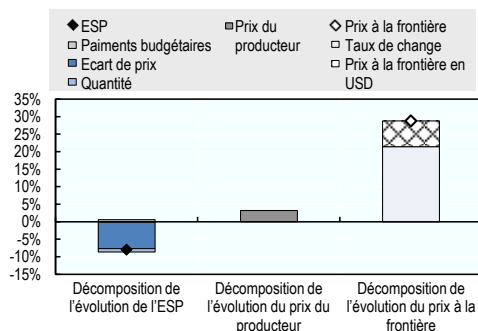 ESP
Paiments budgétaires
Ecart de prix
Quantité
Prix du
producteur
Prix à la frontière
Taux de change
Prix à la frontière en
USD
35%
30%
25%
20%
15%
10%
5%
0%
-5%
-10%
-15%
Décomposition de
l'évolution de l'ESP
Décomposition de
l'évolution du prix du
producteur
Décomposition de
l'évolution du prix à la
frontière